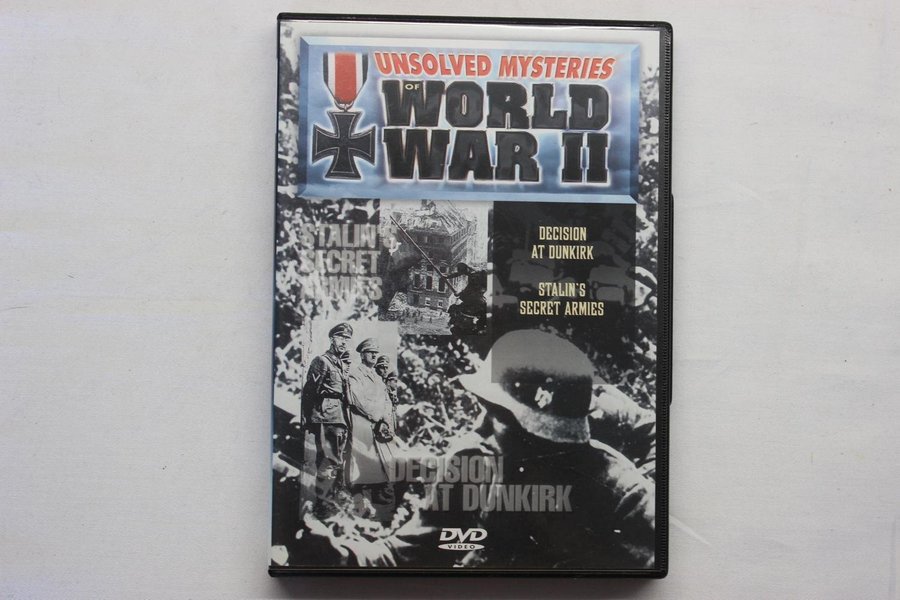 UNSOLVED MYSTERIES
OF WORLD
WAR II
STALIN'S
SECRET
ARMIES
DECISION
AT DUNKIRK
STALIN'S
SECRET ARMIES
DECISION
AT DUNKIRK
DVD
VIDEO